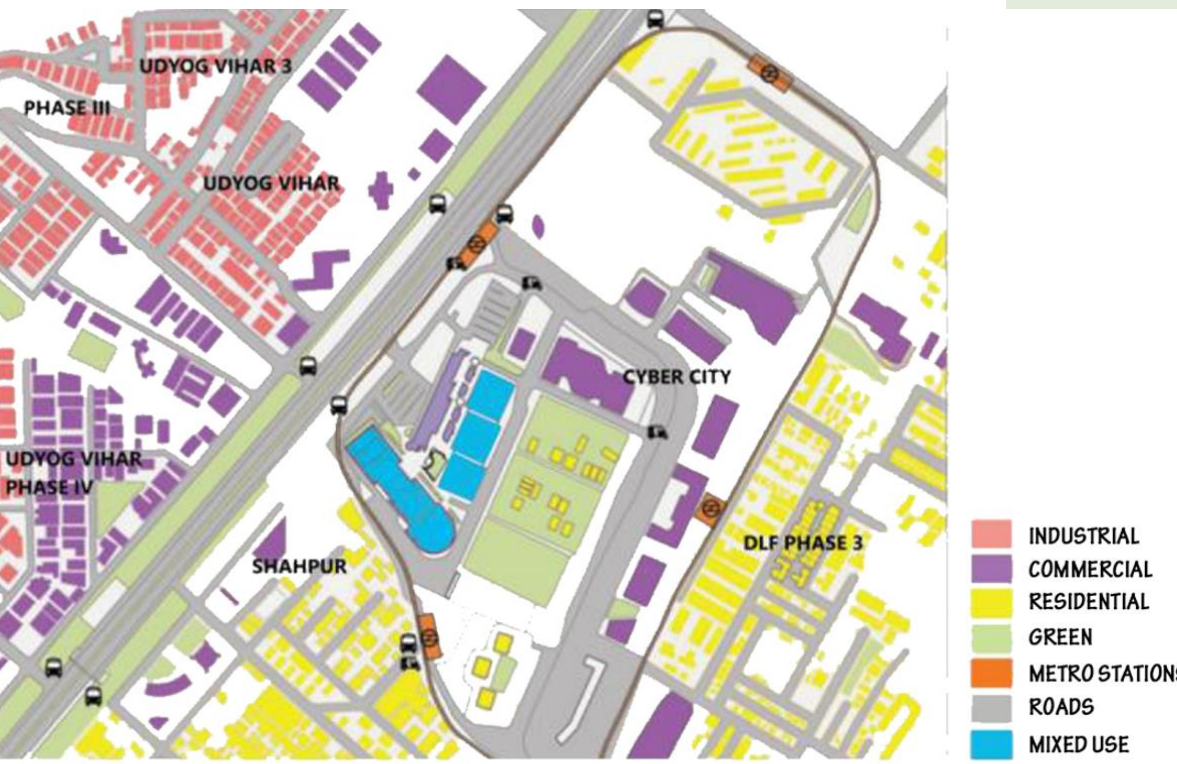 UDYOG VIHAR 3
PHASE III
UDYOG VIHAR
CYBER CITY
UDYOG VIHAR
PHASE IV
DLF PHASE 3
SHAHPUR
INDUSTRIAL
COMMERCIAL
RESIDENTIAL
GREEN
METRO STATIONS
ROADS
MIXED USE